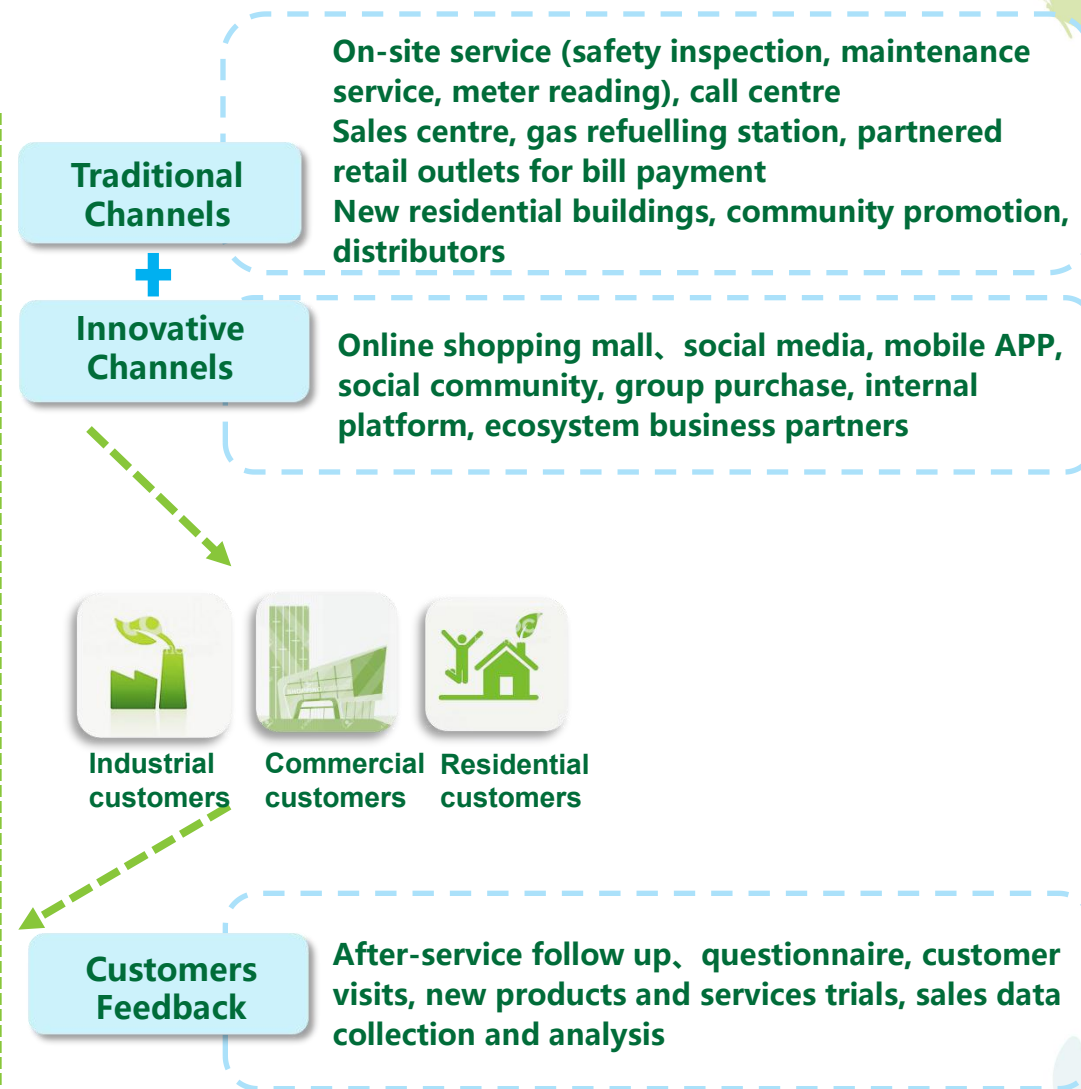 On-site service (safety inspection, maintenance
service, meter reading), call centre
Sales centre, gas refuelling station, partnered
retail outlets for bill payment
New residential buildings, community promotion,
distributors
Traditional
Channels
Innovative
Channels
Online shopping mall、social media, mobile APP,
social community, group purchase, internal
platform, ecosystem business partners
Industrial
customers
Commercial
customers
Residential
customers
Customers
Feedback
After-service follow up、questionnaire, customer
visits, new products and services trials, sales data
collection and analysis